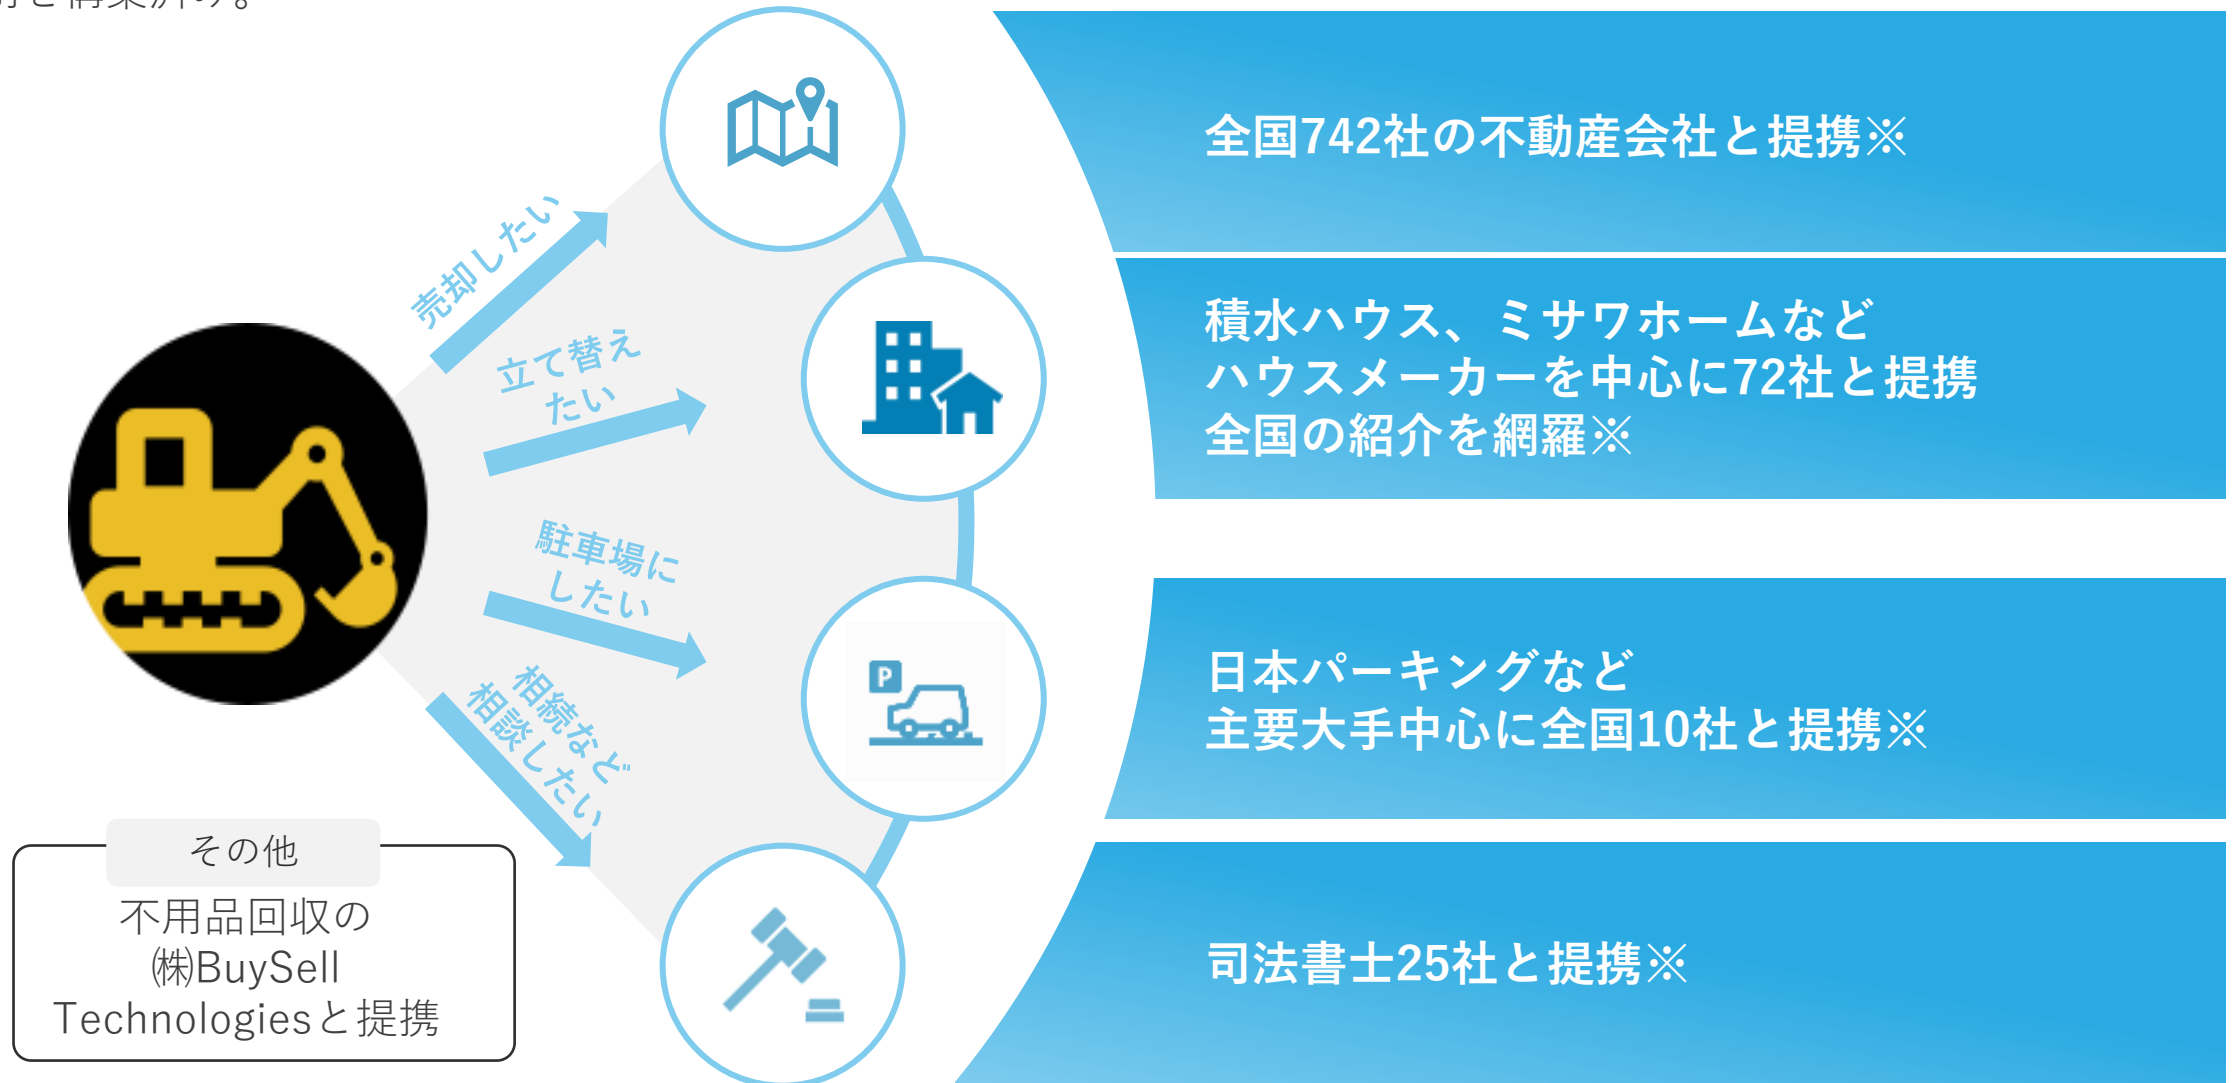 と構築済み。
全国742社の不動産会社と提携※
売却したい
積水ハウス、ミサワホームなど
ハウスメーカーを中心に72社と提携
全国の紹介を網羅※
立て替え
たい
駐車場に
したい
P
日本パーキングなど
主要大手中心に全国10社と提携※
相続など
相談したい
司法書士25社と提携※
その他
不用品回収の
㈱BuySell
Technologiesと提携